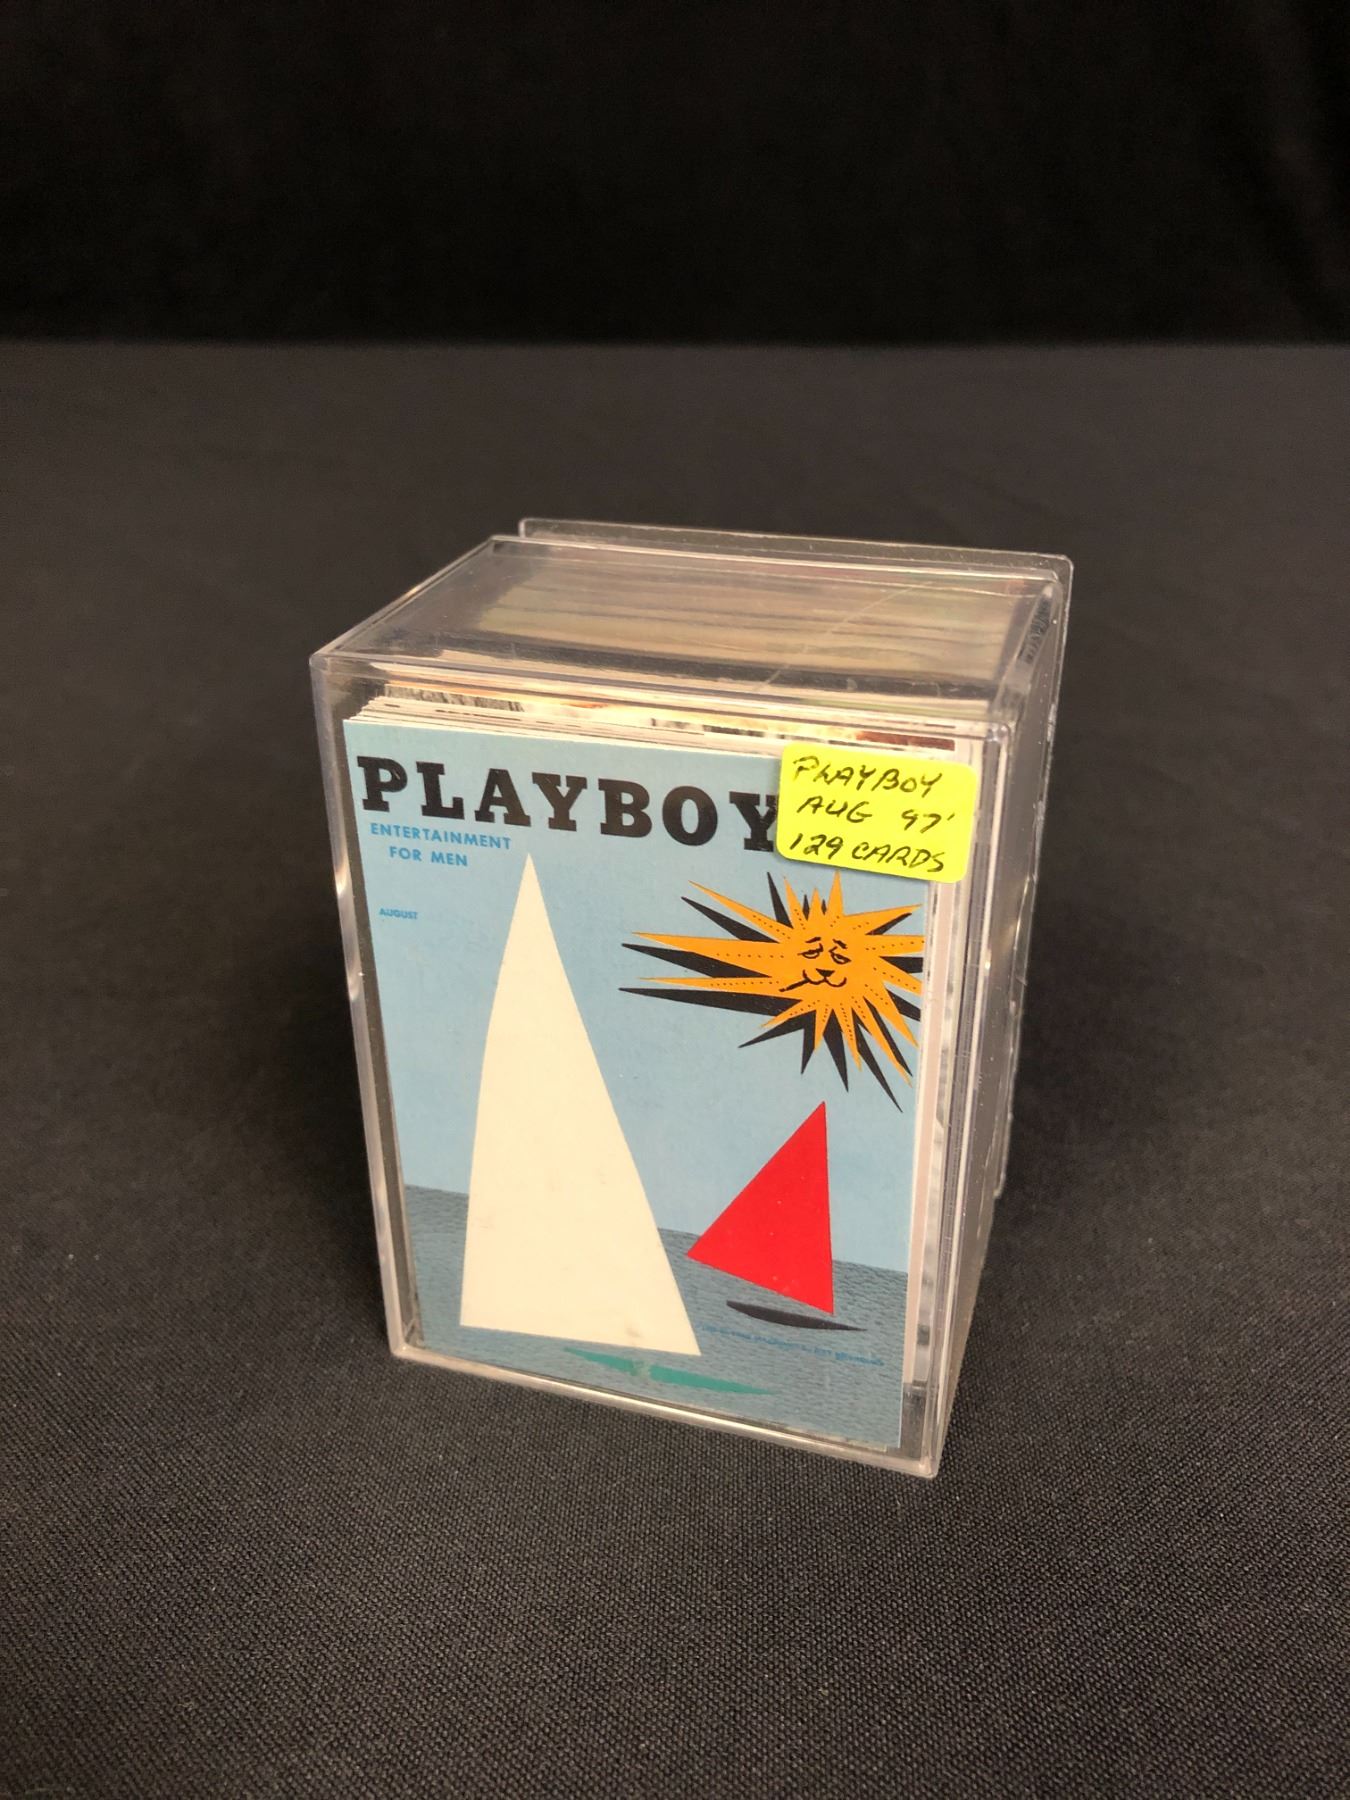 PLAYBOY
ENTERTAINMENT
FOR MEN
AUGUST
PLAYBOY
AUG 97'
129 CARDS